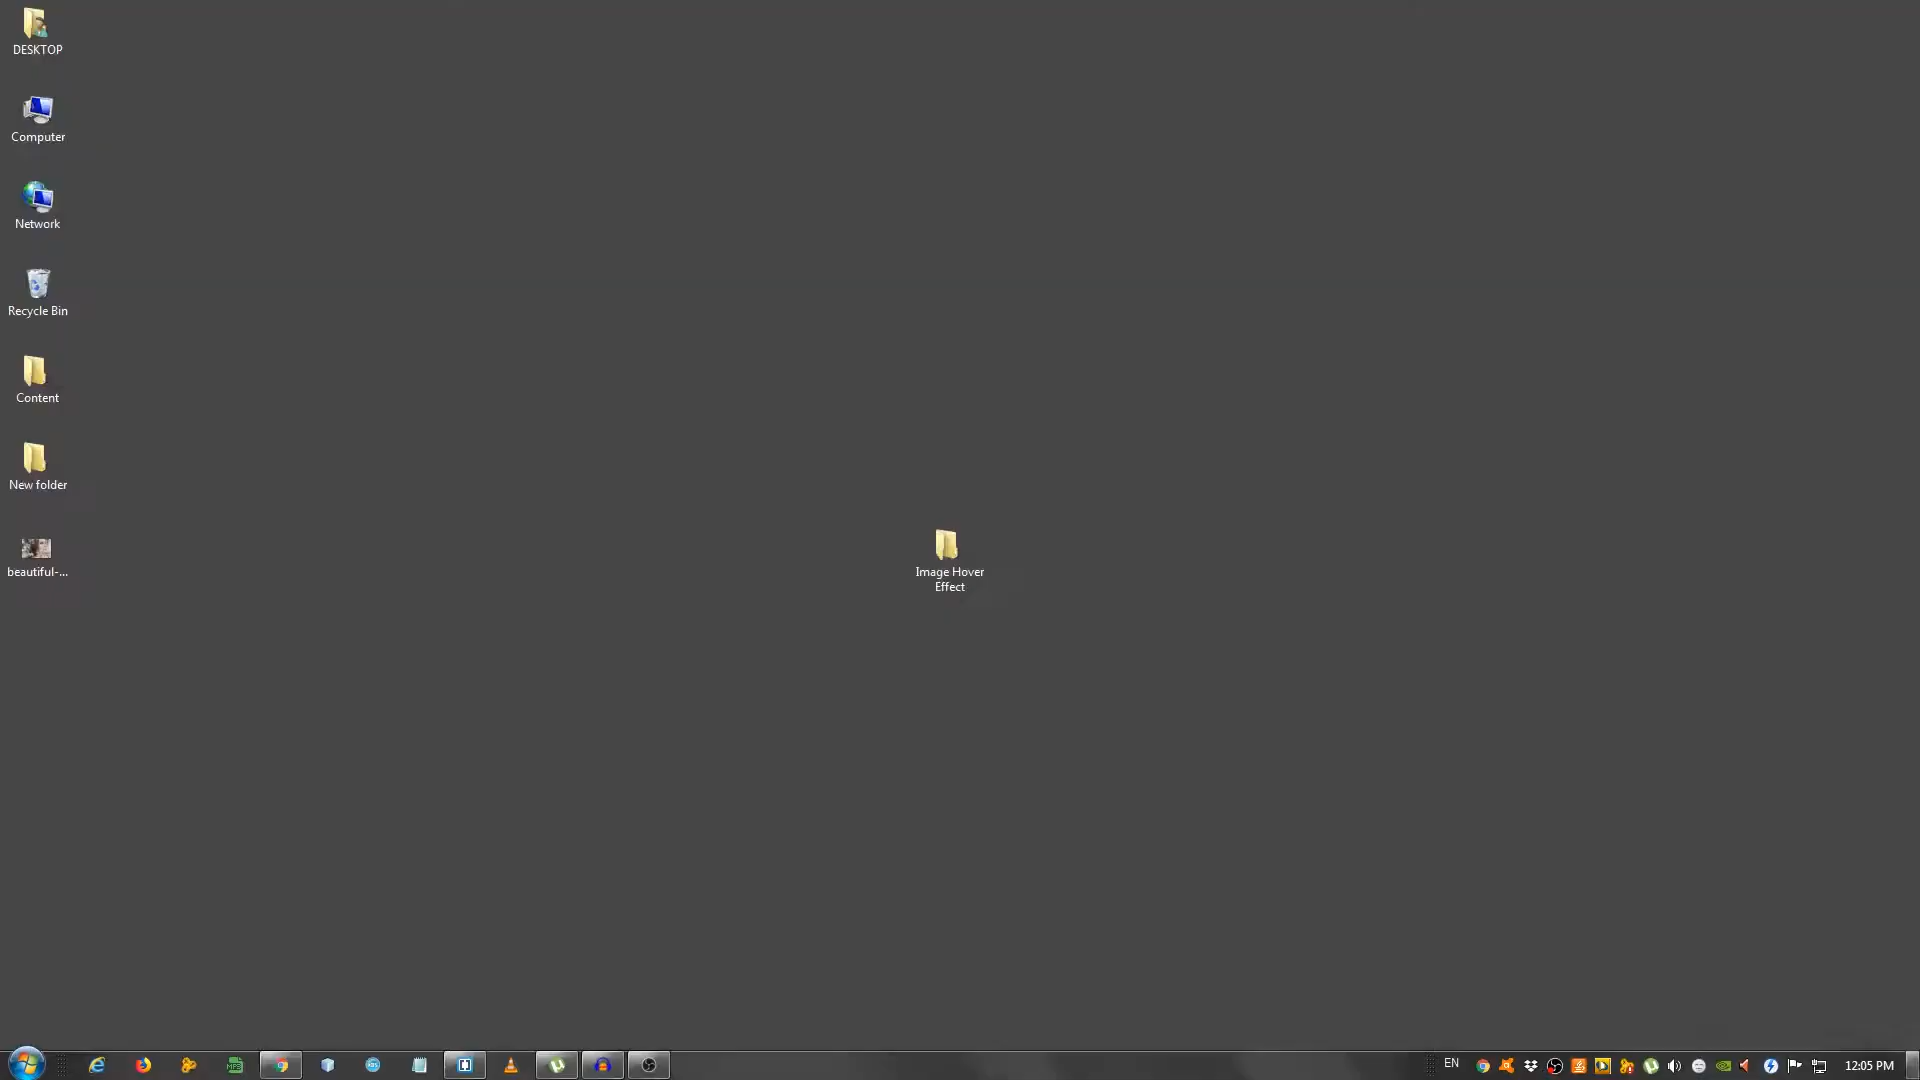 DESKTOP
Computer
Network
Recycle Bin
Content
New folder
beautiful-...
Image Hover
Effect
EN
12:05 PM